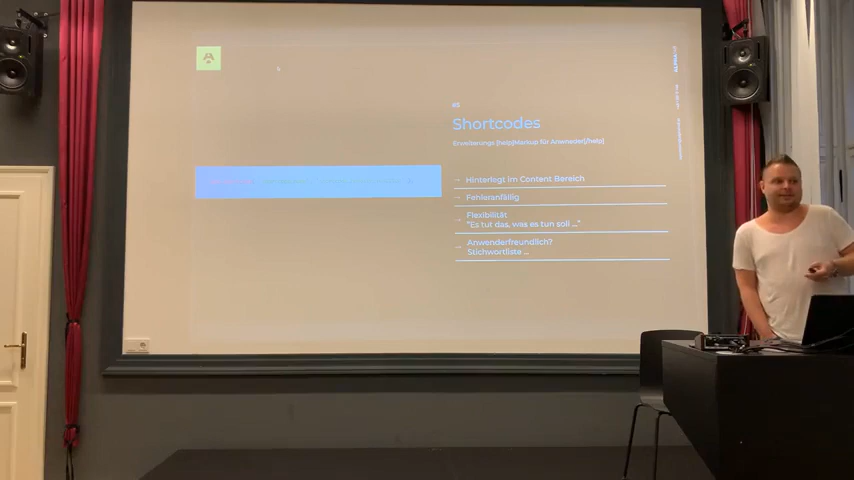 Shortcodes
Erweiterungs [help]Markup für Anwender[/help]
→ Hinterlegt im Content Bereich
→ Fehleranfällig
→ Flexibilität
"Es tut das, was es tun soll ..."
→ Anwenderfreundlich?
Stichwortliste ...